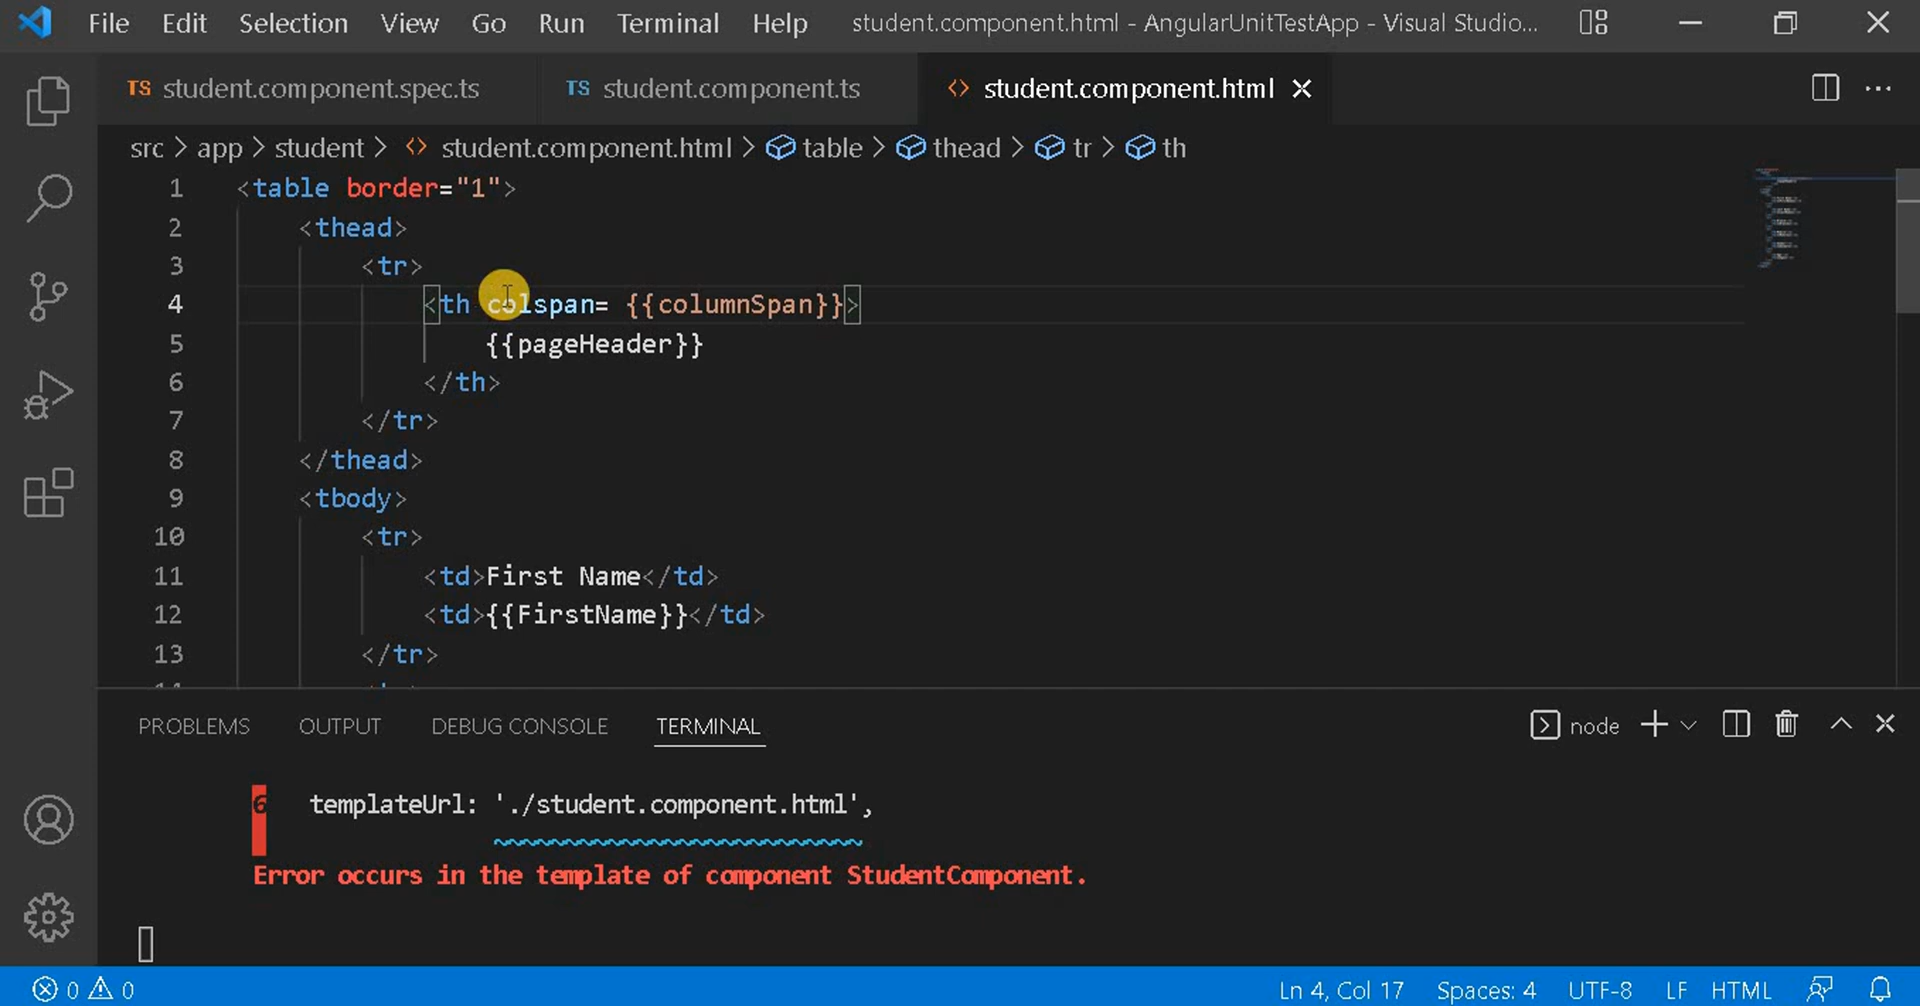 File Edit Selection View Go Run Terminal Help student.component.html - AngularUnitTestApp - Visual Studio...
TS student.component.spec.ts TS student.component.ts <> student.component.html
src > app > student > <> student.component.html > table > thead > tr > th
1 <table border="1">
2 <thead>
3 <tr>
4 <th colspan= {{columnSpan}}>
5 {{pageHeader}}
6 </th>
7 </tr>
8 </thead>
9 <tbody>
10 <tr>
11 <td>First Name</td>
12 <td>{{FirstName}}</td>
13 </tr>
PROBLEMS OUTPUT DEBUG CONSOLE TERMINAL node
6 templateUrl: './student.component.html',
~~~~~~~~~~~~~~~~~~~~~~~~~~
Error occurs in the template of component StudentComponent.
0 0 Ln 4, Col 17 Spaces: 4 UTF-8 LF HTML